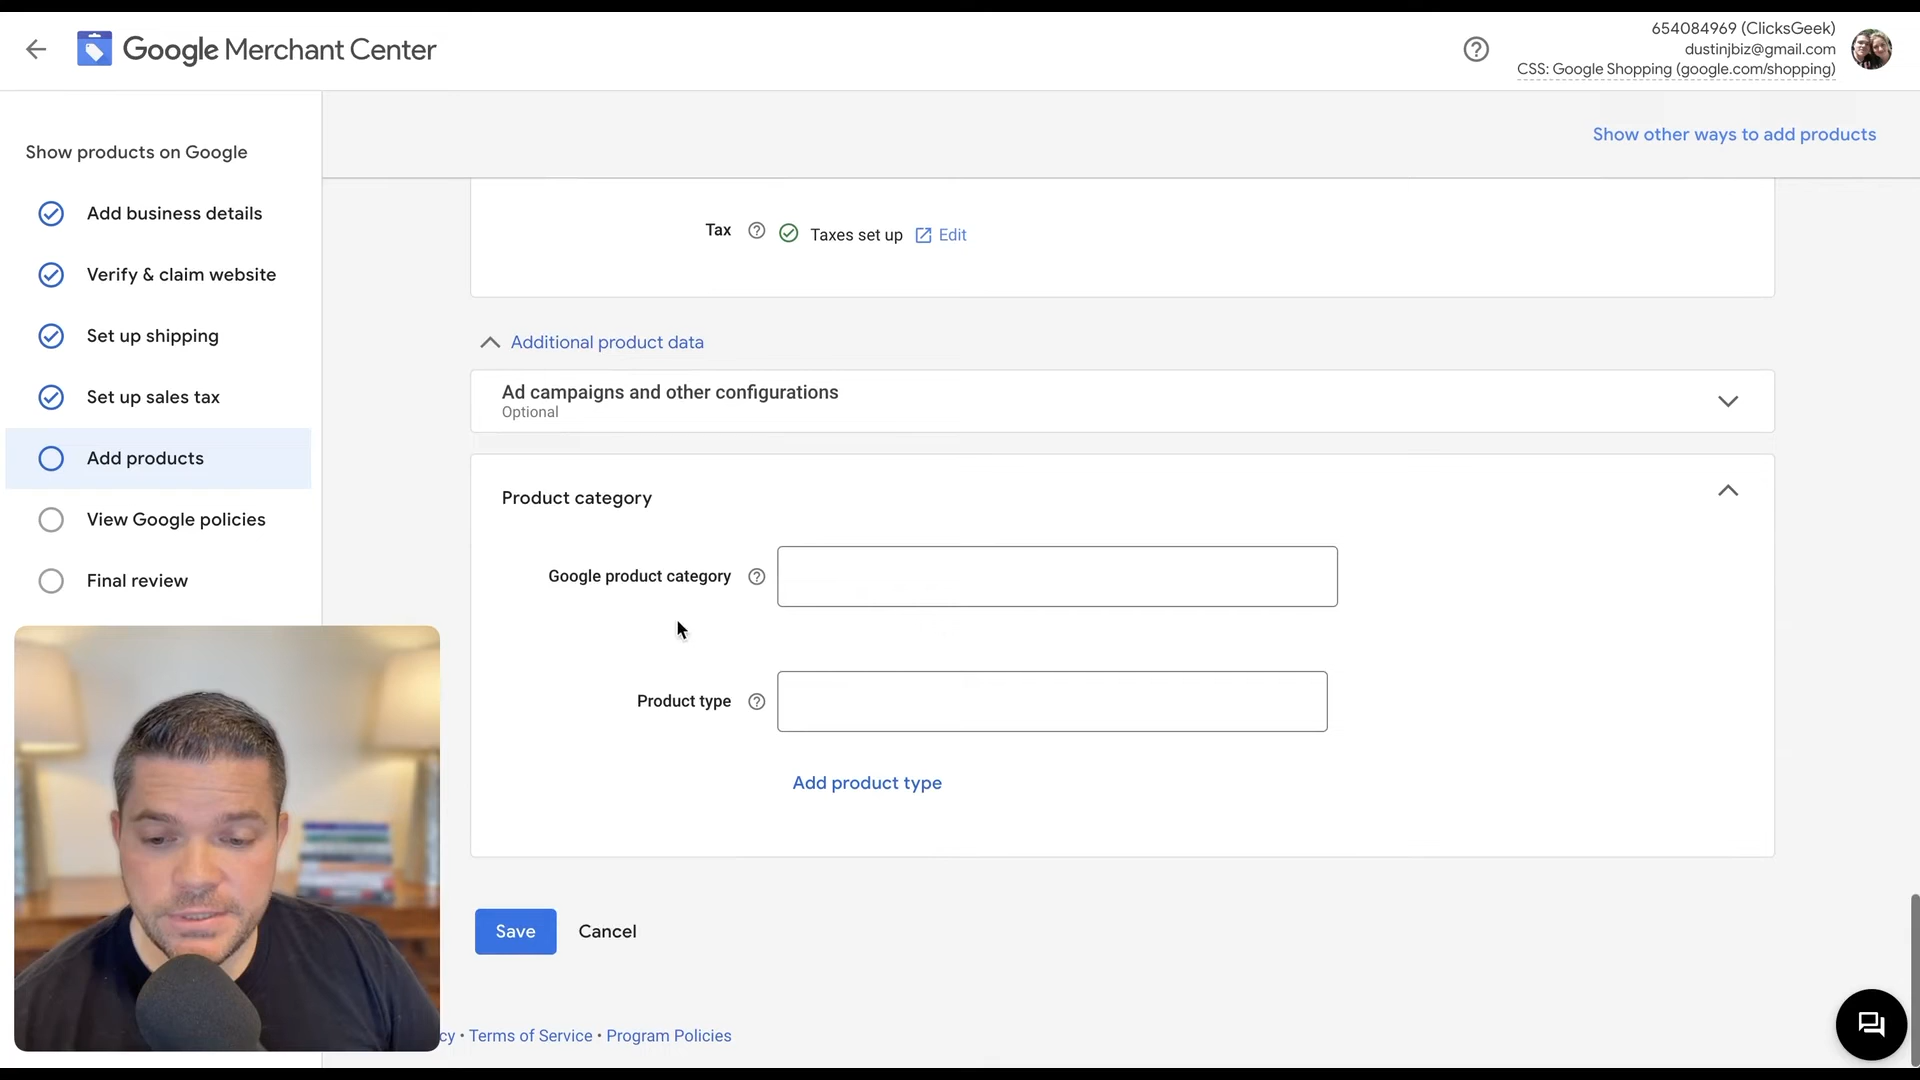 Google Merchant Center
654084969 (ClicksGeek)
dustinjbiz@gmail.com
CSS: Google Shopping (google.com/shopping)
Show products on Google
Add business details
Verify & claim website
Set up shipping
Set up sales tax
Add products
View Google policies
Final review
Show other ways to add products
Tax
Taxes set up
Edit
Additional product data
Ad campaigns and other configurations
Optional
Product category
Google product category
Product type
Add product type
Save
Cancel
cy • Terms of Service • Program Policies